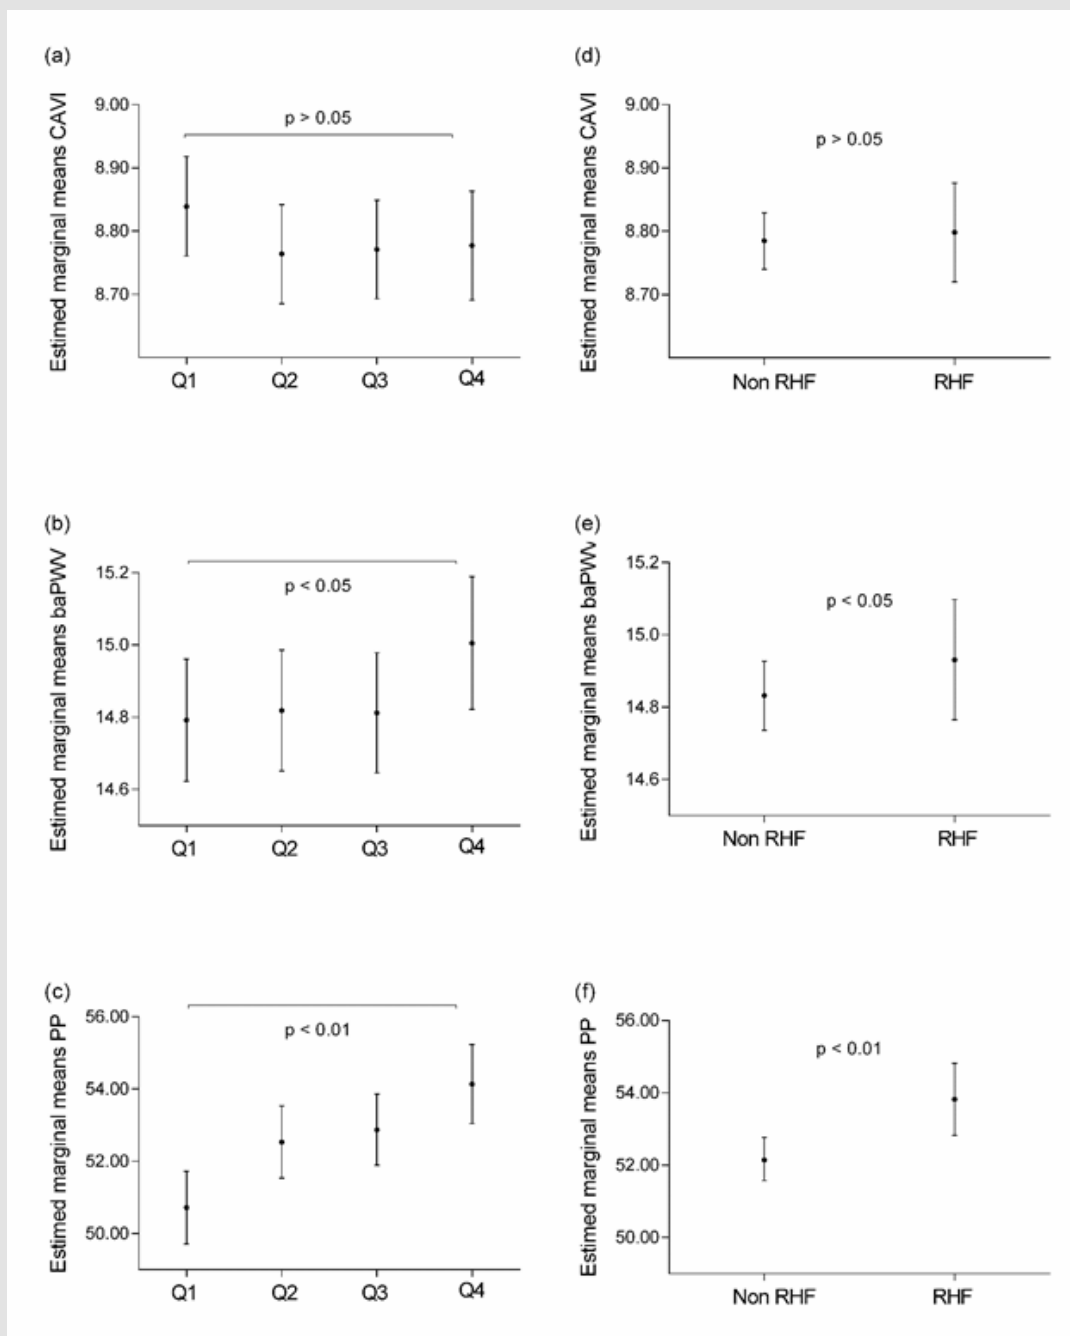 (a)
Estimed marginal means CAVI
9.00
8.90
8.80
8.70
p > 0.05
Q1 Q2 Q3 Q4
(d)
Estimed marginal means CAVI
9.00
8.90
8.80
8.70
p > 0.05
Non RHF RHF
(b)
Estimed marginal means baPWV
15.2
15.0
14.8
14.6
p < 0.05
Q1 Q2 Q3 Q4
(e)
Estimed marginal means baPWV
15.2
15.0
14.8
14.6
p < 0.05
Non RHF RHF
(c)
Estimed marginal means PP
56.00
54.00
52.00
50.00
p < 0.01
Q1 Q2 Q3 Q4
(f)
Estimed marginal means PP
56.00
54.00
52.00
50.00
p < 0.01
Non RHF RHF